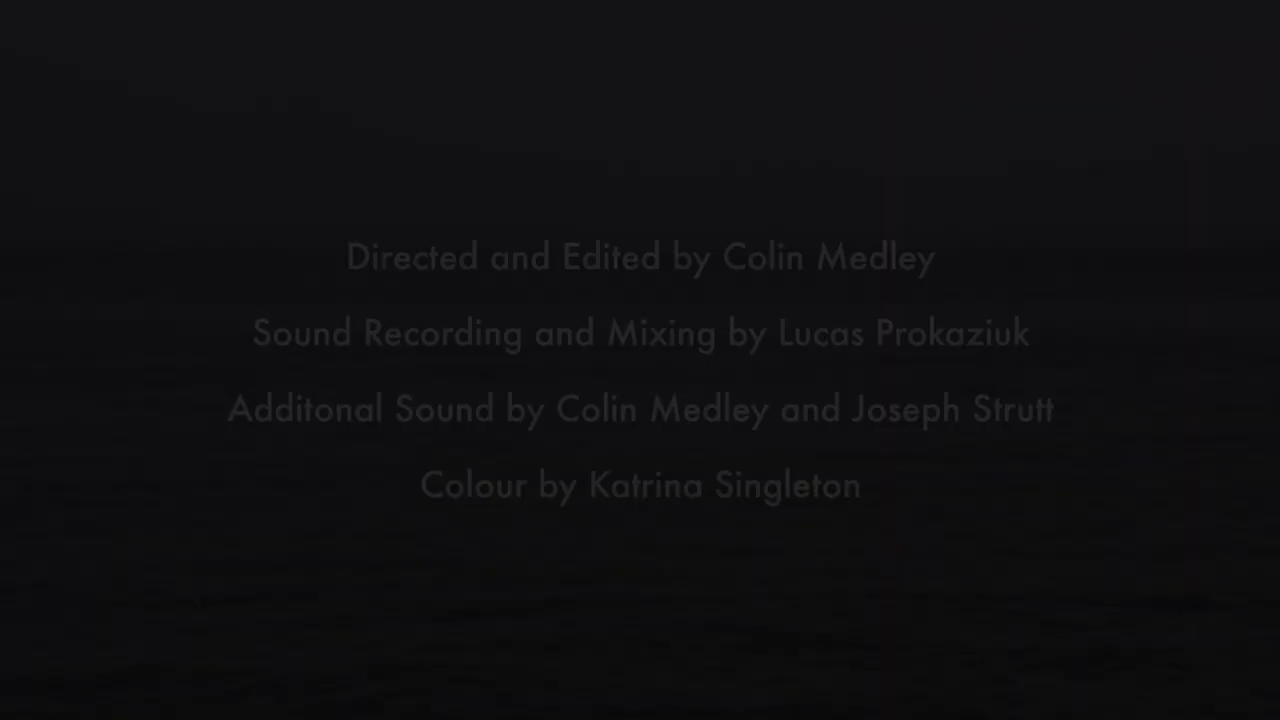 Directed and Edited by Colin Medley
Sound Recording and Mixing by Lucas Prokaziuk
Additonal Sound by Colin Medley and Joseph Strutt
Colour by Katrina Singleton